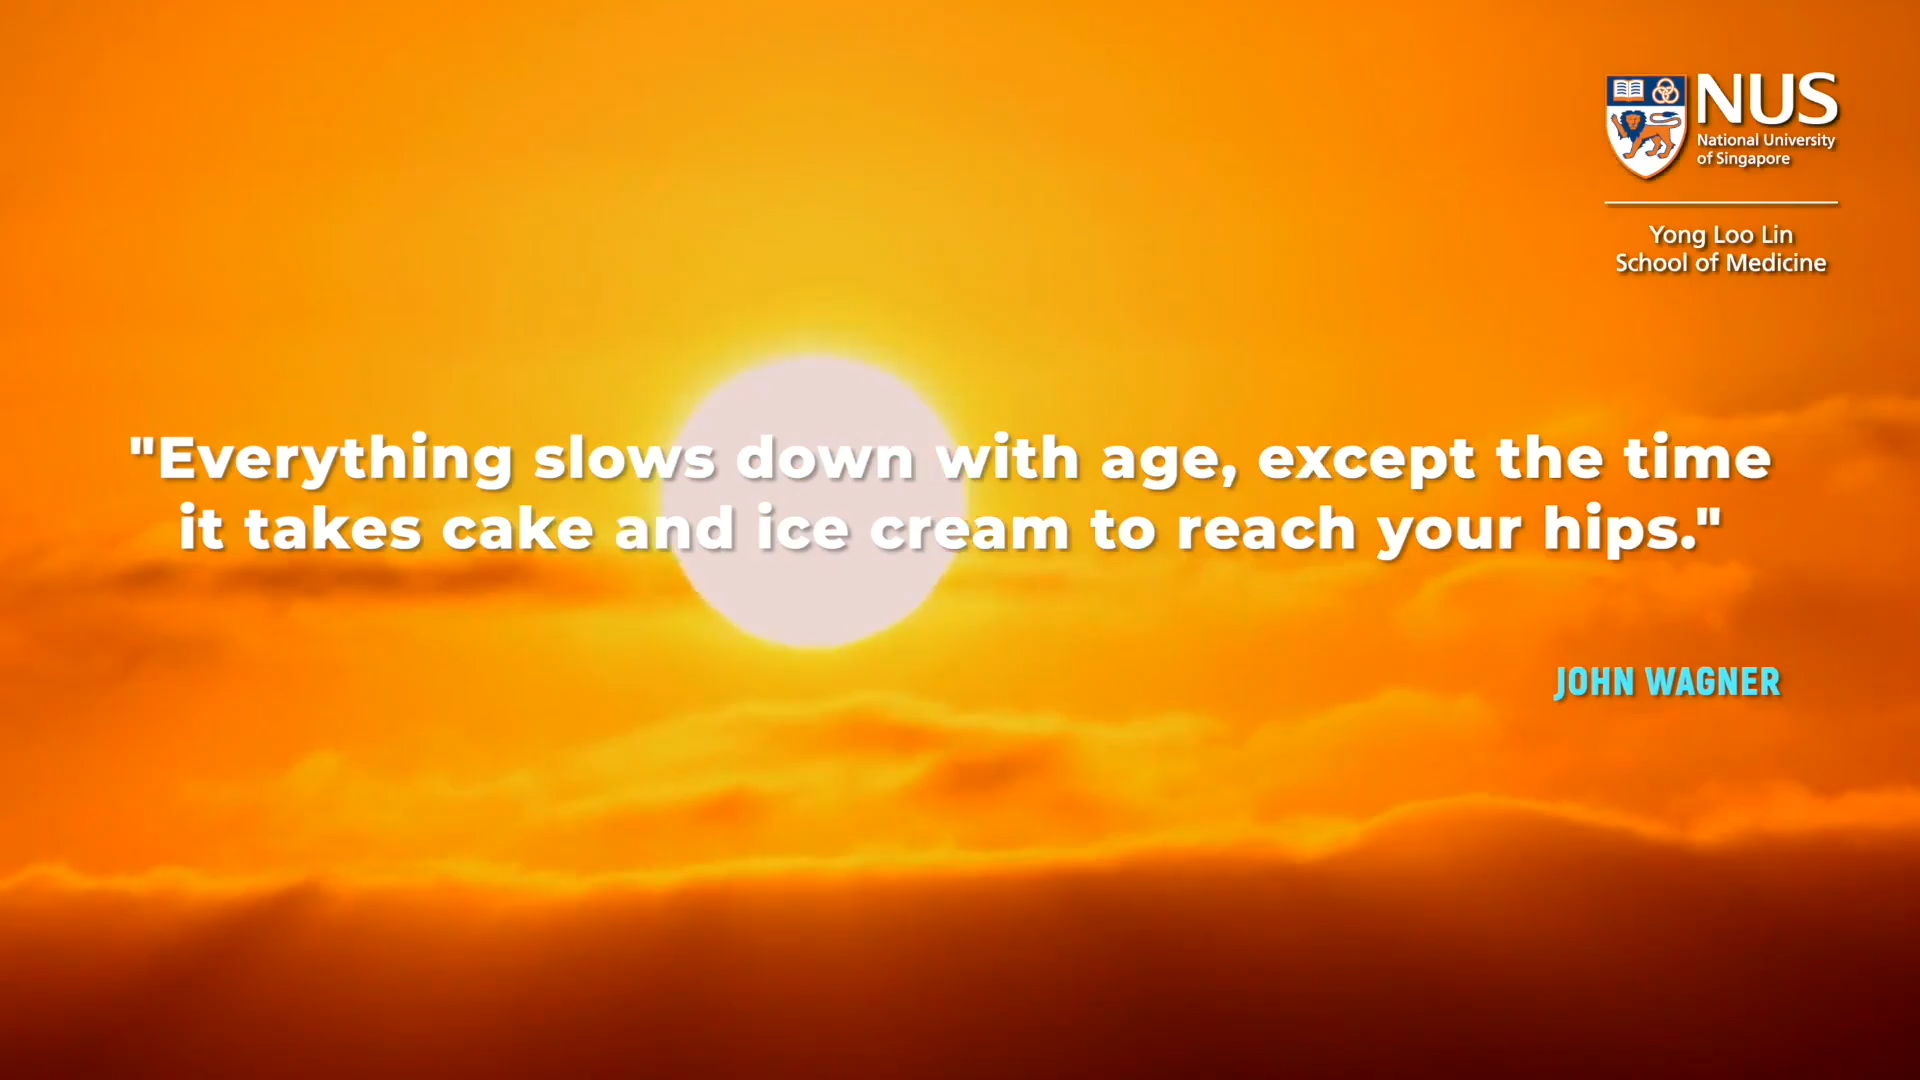 NUS
National University
of Singapore
Yong Loo Lin
School of Medicine
"Everything slows down with age, except the time
it takes cake and ice cream to reach your hips."
JOHN WAGNER